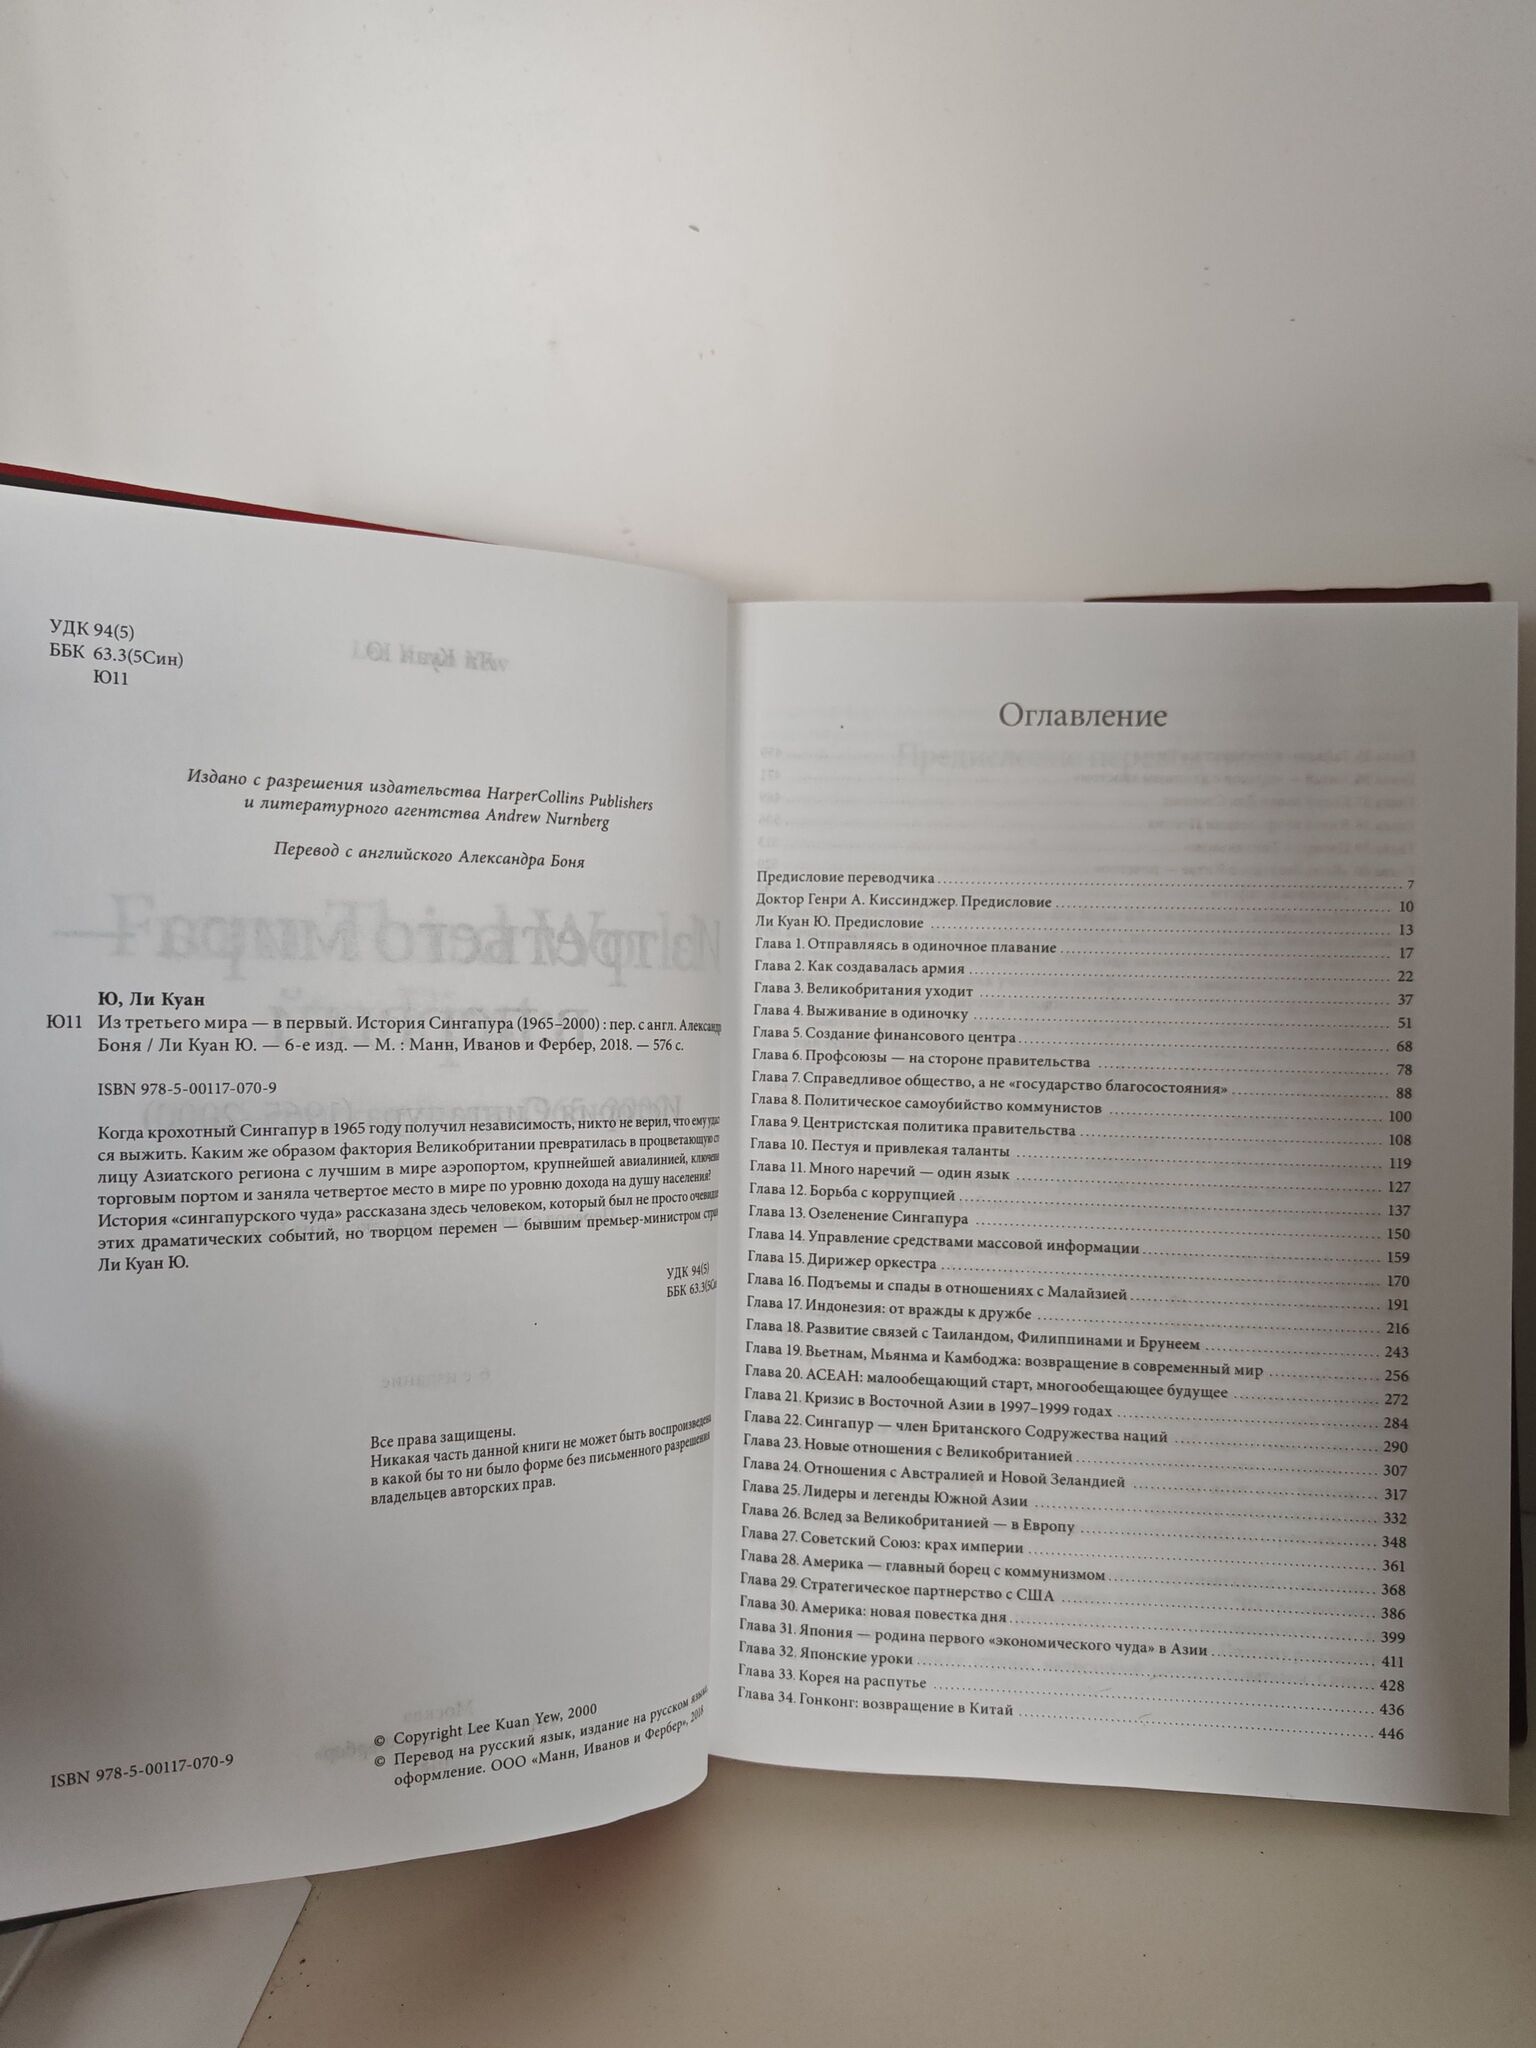 УДК 94(5)
ББК 63.3(5Син)
Ю11
Издано с разрешения издательства HarperCollins Publishers
и литературного агентства Andrew Nurnberg
Перевод с английского Александра Боня
Ю, Ли Куан
Ю11 Из третьего мира — в первый. История Сингапура (1965–2000) : пер. с англ.
Боня / Ли Куан Ю. — 6-е изд. — М. : Манн, Иванов и Фербер, 2018. — 576 с.
ISBN 978-5-00117-070-9
Когда крохотный Сингапур в 1965 году получил независимость, никто не верил, что ему
ся выжить. Каким же образом фактория Великобритании превратилась в процветающую
лицу Азиатского региона с лучшим в мире аэропортом, крупнейшей авиалинией,
торговым портом и заняла четвертое место в мире по уровню дохода на душу населения?
История «сингапурского чуда» рассказана здесь человеком, который был не просто
этих драматических событий, но творцом перемен — бывшим премьер-министром
Ли Куан Ю.
УДК 94(5)
ББК 63.3(5Си
Все права защищены.
Никакая часть данной книги не может быть воспроизведена
в какой бы то ни было форме без письменного разрешения
владельцев авторских прав.
ISBN 978-5-00117-070-9
© Copyright Lee Kuan Yew, 2000
© Перевод на русский язык, издание на русском языке,
оформление. ООО «Манн, Иванов и Фербер», 2018
Оглавление
Предисловие переводчика 7
Доктор Генри А. Киссинджер. Предисловие 10
Ли Куан Ю. Предисловие 13
Глава 1. Отправляясь в одиночное плавание 17
Глава 2. Как создавалась армия 22
Глава 3. Великобритания уходит 37
Глава 4. Выживание в одиночку 51
Глава 5. Создание финансового центра 68
Глава 6. Профсоюзы — на стороне правительства 78
Глава 7. Справедливое общество, а не «государство благосостояния» 88
Глава 8. Политическое самоубийство коммунистов 100
Глава 9. Центристская политика правительства 108
Глава 10. Пестуя и привлекая таланты 119
Глава 11. Много наречий — один язык 127
Глава 12. Борьба с коррупцией 137
Глава 13. Озеленение Сингапура 150
Глава 14. Управление средствами массовой информации 159
Глава 15. Дирижер оркестра 170
Глава 16. Подъемы и спады в отношениях с Малайзией 191
Глава 17. Индонезия: от вражды к дружбе 216
Глава 18. Развитие связей с Таиландом, Филиппинами и Брунеем 243
Глава 19. Вьетнам, Мьянма и Камбоджа: возвращение в современный мир 256
Глава 20. АСЕАН: малообещающий старт, многообещающее будущее 272
Глава 21. Кризис в Восточной Азии в 1997–1999 годах 284
Глава 22. Сингапур — член Британского Содружества наций 290
Глава 23. Новые отношения с Великобританией 307
Глава 24. Отношения с Австралией и Новой Зеландией 317
Глава 25. Лидеры и легенды Южной Азии 332
Глава 26. Вслед за Великобританией — в Европу 348
Глава 27. Советский Союз: крах империи 361
Глава 28. Америка — главный борец с коммунизмом 368
Глава 29. Стратегическое партнерство с США 386
Глава 30. Америка: новая повестка дня 399
Глава 31. Япония — родина первого «экономического чуда» в Азии 411
Глава 32. Японские уроки 428
Глава 33. Корея на распутье 436
Глава 34. Гонконг: возвращение в Китай 446